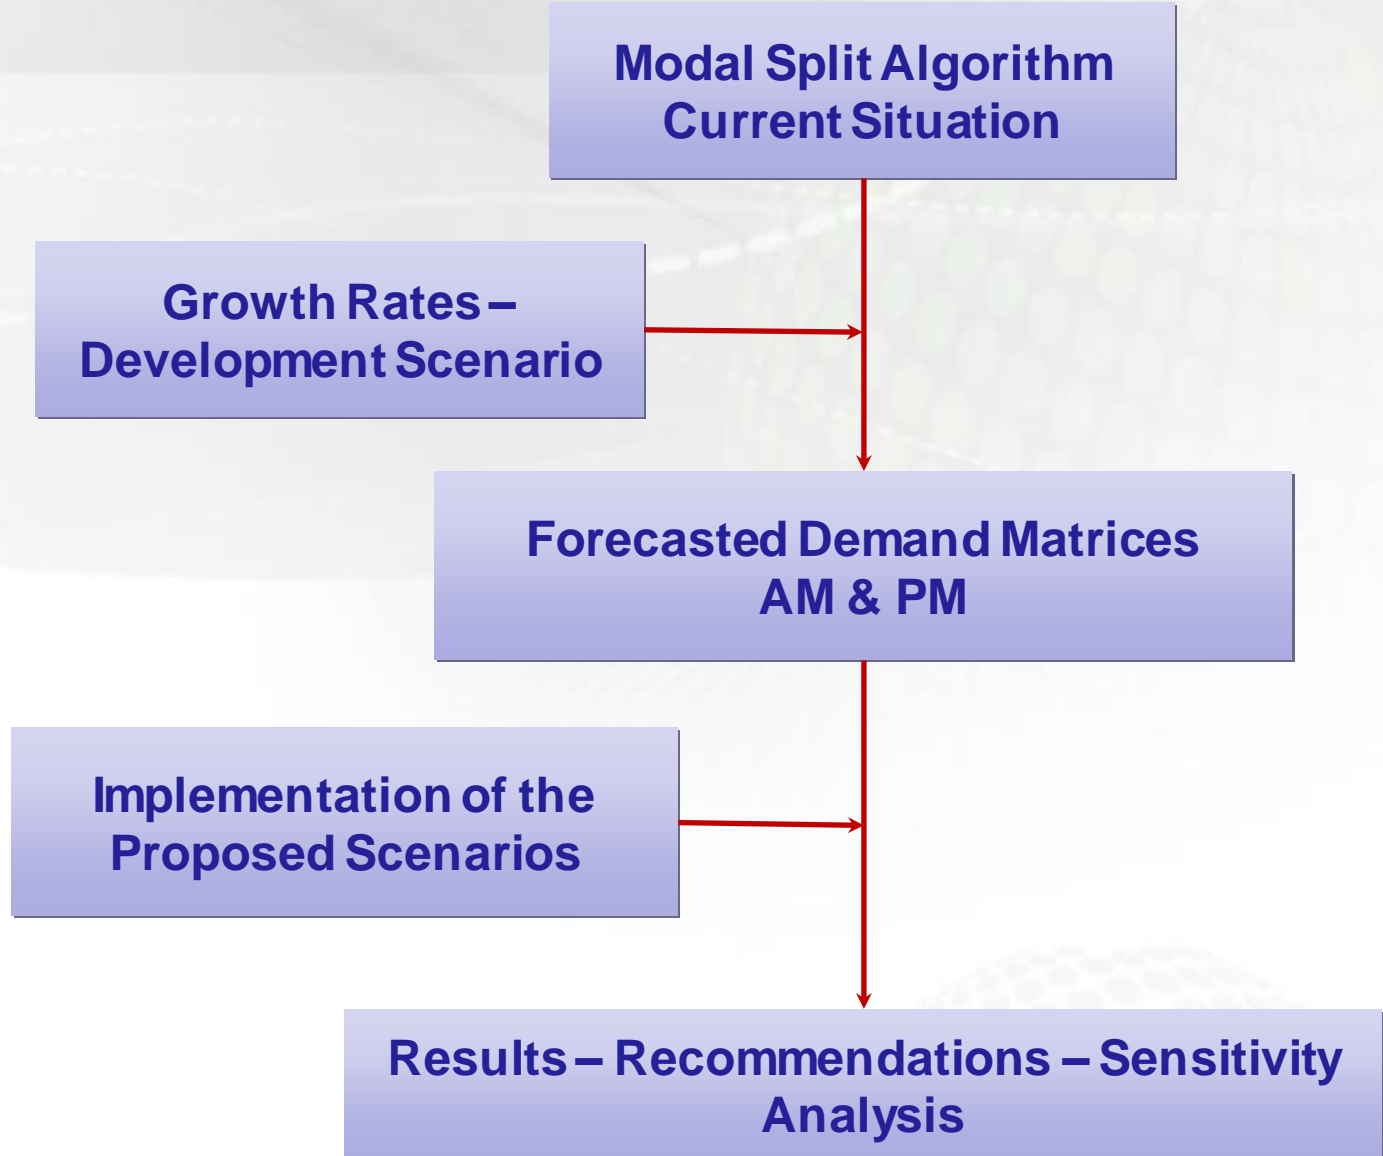 Modal Split Algorithm
Current Situation
Growth Rates –
Development Scenario
Forecasted Demand Matrices
AM & PM
Implementation of the
Proposed Scenarios
Results – Recommendations – Sensitivity
Analysis